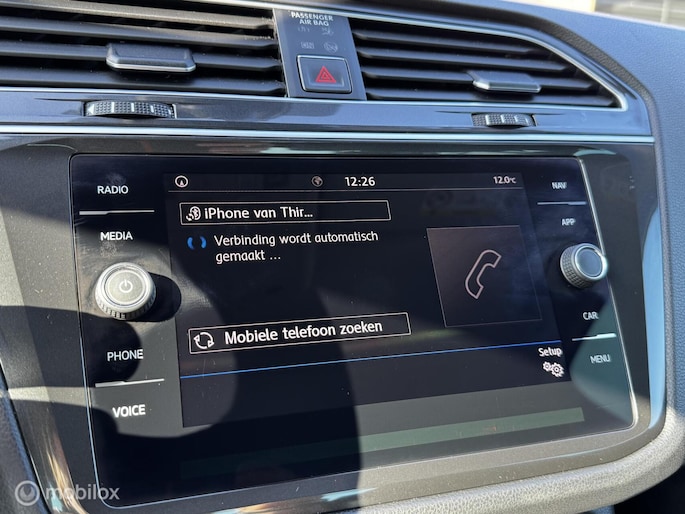 PASSENGER
AIR BAG
RADIO
MEDIA
PHONE
VOICE
12:26
12.0°C
iPhone van Thir...
Verbinding wordt automatisch
gemaakt ...
Mobiele telefoon zoeken
Setup
NAV
APP
CAR
MENU
mobilox